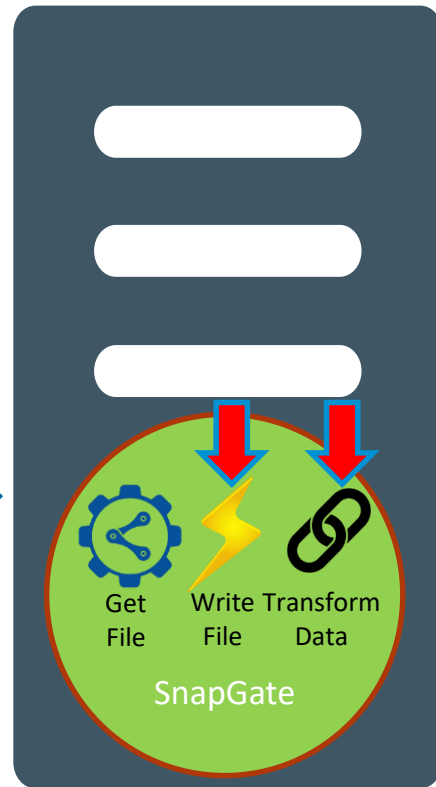 Get
File
Write
File
Transform
Data
SnapGate